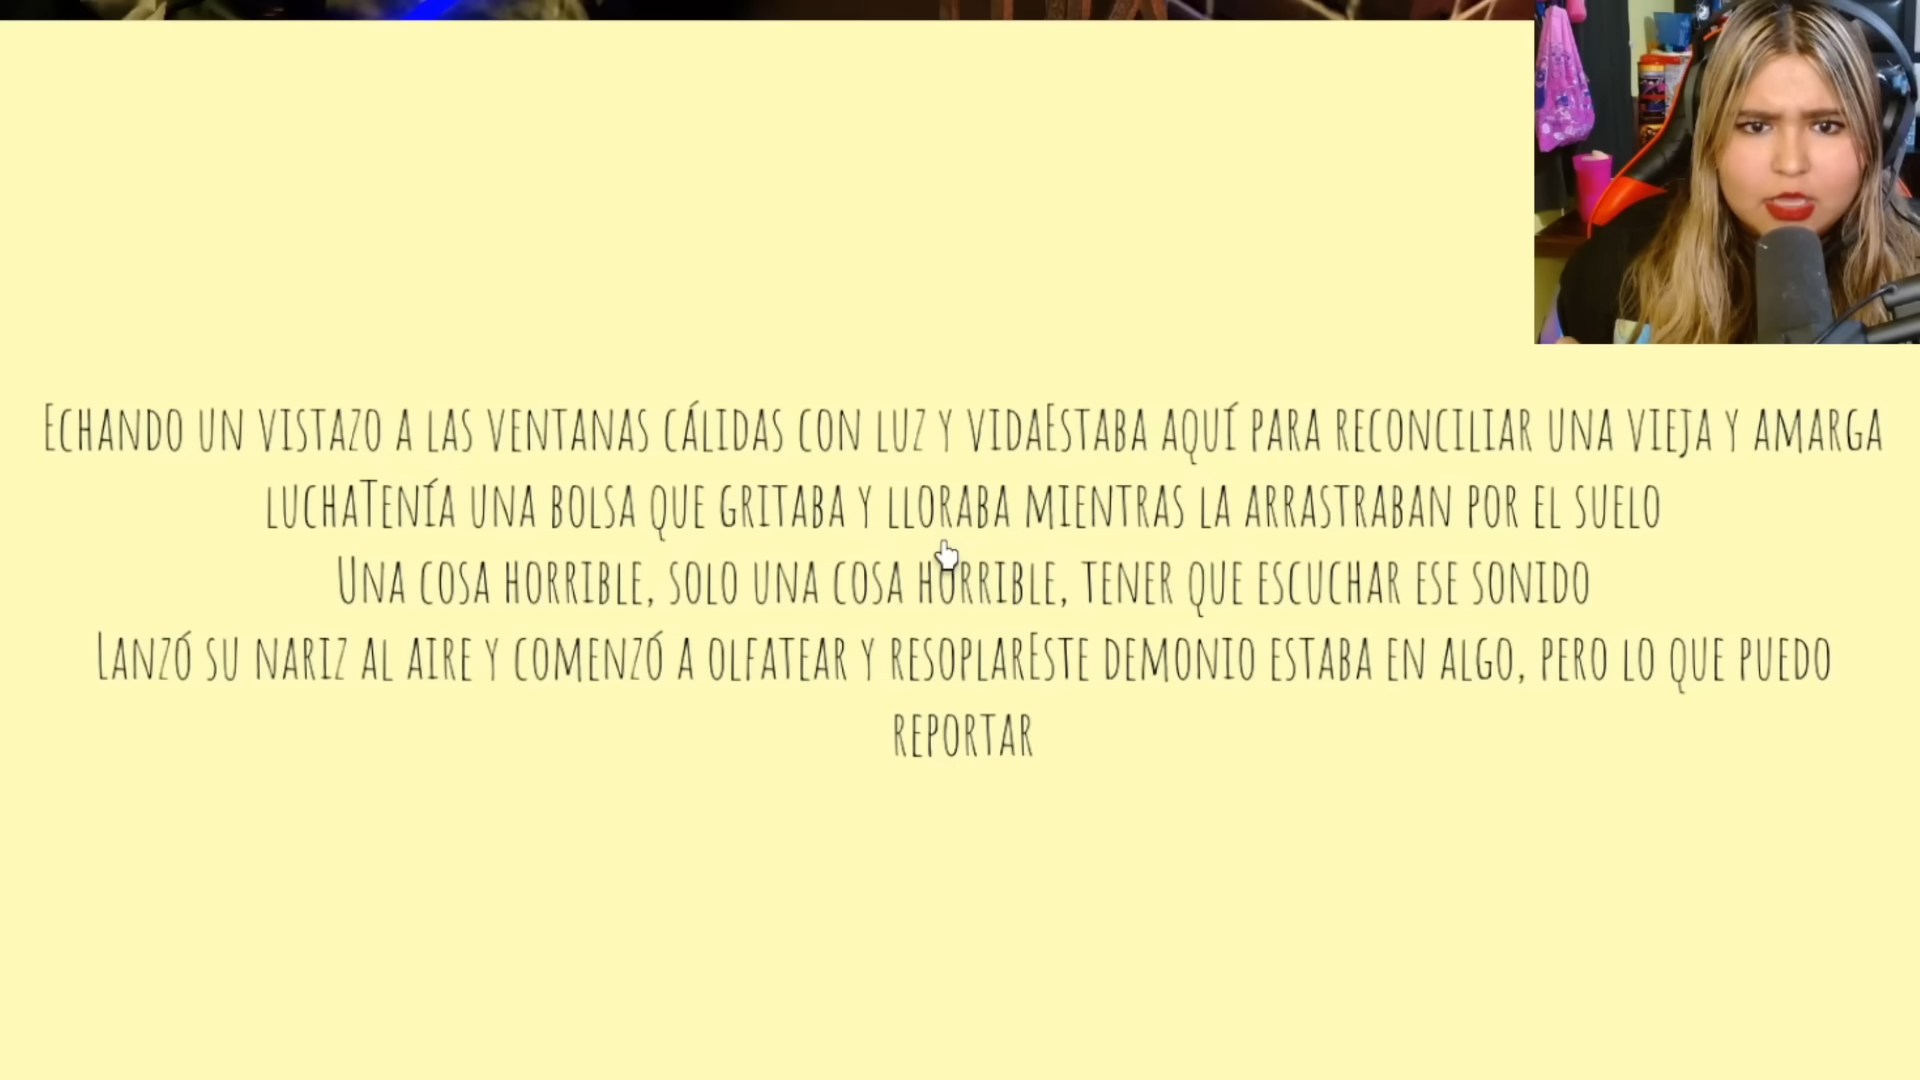 Echando un vistazo a las ventanas cálidas con luz y vidaEstaba aquí para reconciliar una vieja y amarga
luchaTenía una bolsa que gritaba y lloraba mientras la arrastraban por el suelo
Una cosa horrible, solo una cosa horrible, tener que escuchar ese sonido
Lanzó su nariz al aire y comenzó a olfatear y resoplarEste demonio estaba en algo, pero lo que puedo
reportar